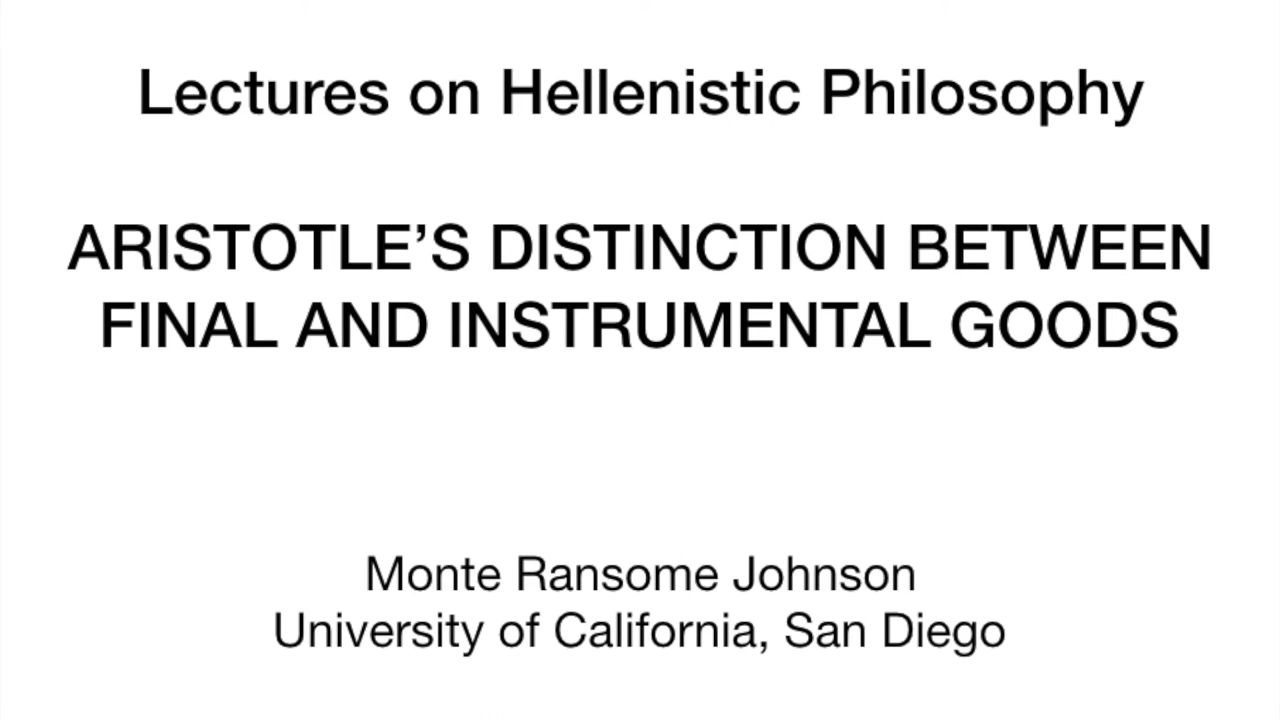 Lectures on Hellenistic Philosophy
ARISTOTLE’S DISTINCTION BETWEEN
FINAL AND INSTRUMENTAL GOODS
Monte Ransome Johnson
University of California, San Diego